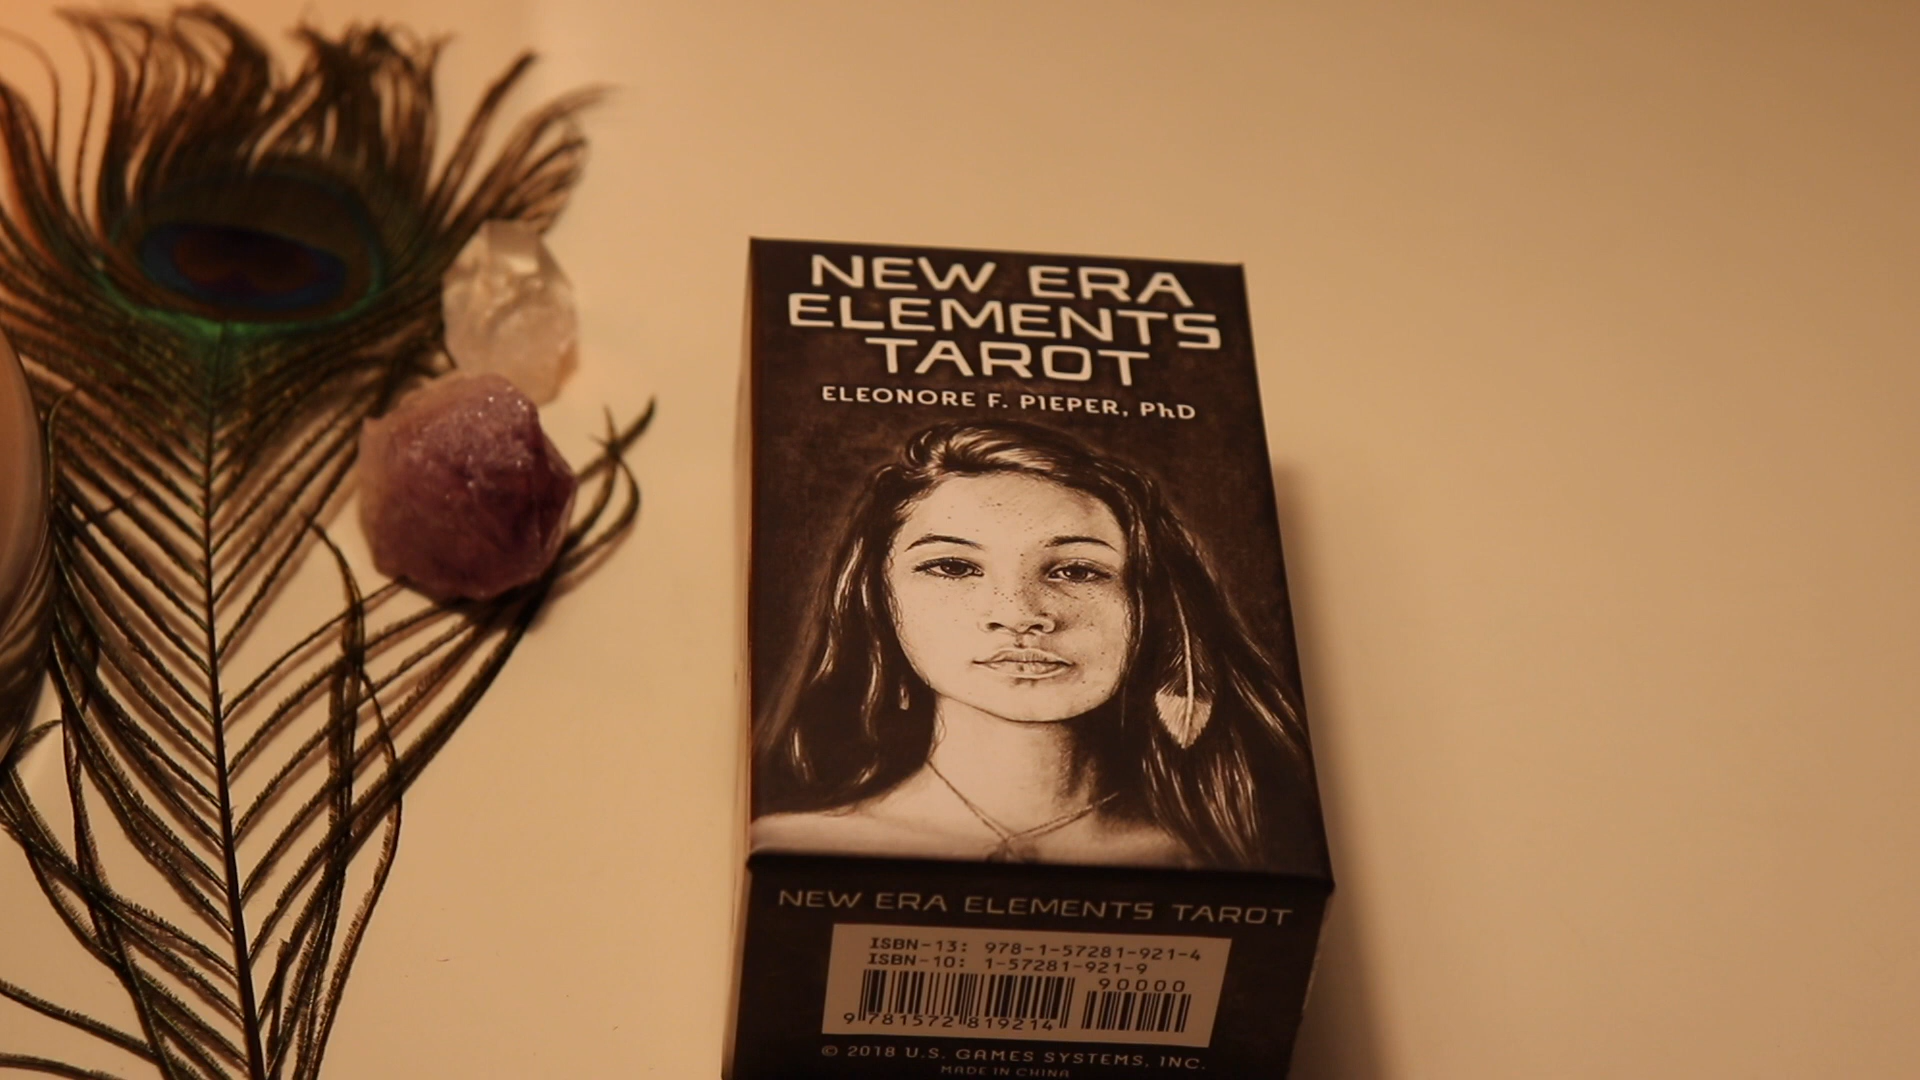 NEW ERA
ELEMENTS
TAROT
ELEONORE F. PIEPER, PhD
NEW ERA ELEMENTS TAROT
ISBN-13: 978-1-57281-921-4
ISBN-10: 1-57281-921-9
90000
9 781572 819214
© 2018 U.S. GAMES SYSTEMS, INC.
MADE IN CHINA